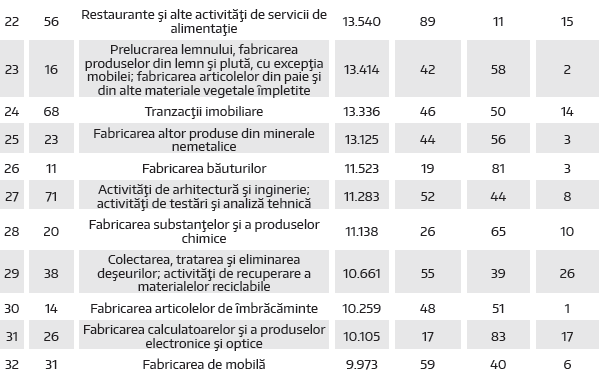 22 56 Restaurante şi alte activităţi de servicii de alimentaţie 13.540 89 11 15
23 16 Prelucrarea lemnului, fabricarea produselor din lemn şi plută, cu excepţia mobilei; fabricarea articolelor din paie şi din alte materiale vegetale împletite 13.414 42 58 2
24 68 Tranzacţii imobiliare 13.336 46 50 14
25 23 Fabricarea altor produse din minerale nemetalice 13.125 44 56 3
26 11 Fabricarea băuturilor 11.523 19 81 3
27 71 Activităţi de arhitectură şi inginerie; activităţi de testări şi analiză tehnică 11.283 52 44 8
28 20 Fabricarea substanţelor şi a produselor chimice 11.138 26 65 10
29 38 Colectarea, tratarea şi eliminarea deşeurilor; activităţi de recuperare a materialelor reciclabile 10.661 55 39 26
30 14 Fabricarea articolelor de îmbrăcăminte 10.259 48 51 1
31 26 Fabricarea calculatoarelor şi a produselor electronice şi optice 10.105 17 83 17
32 31 Fabricarea de mobilă 9.973 59 40 6